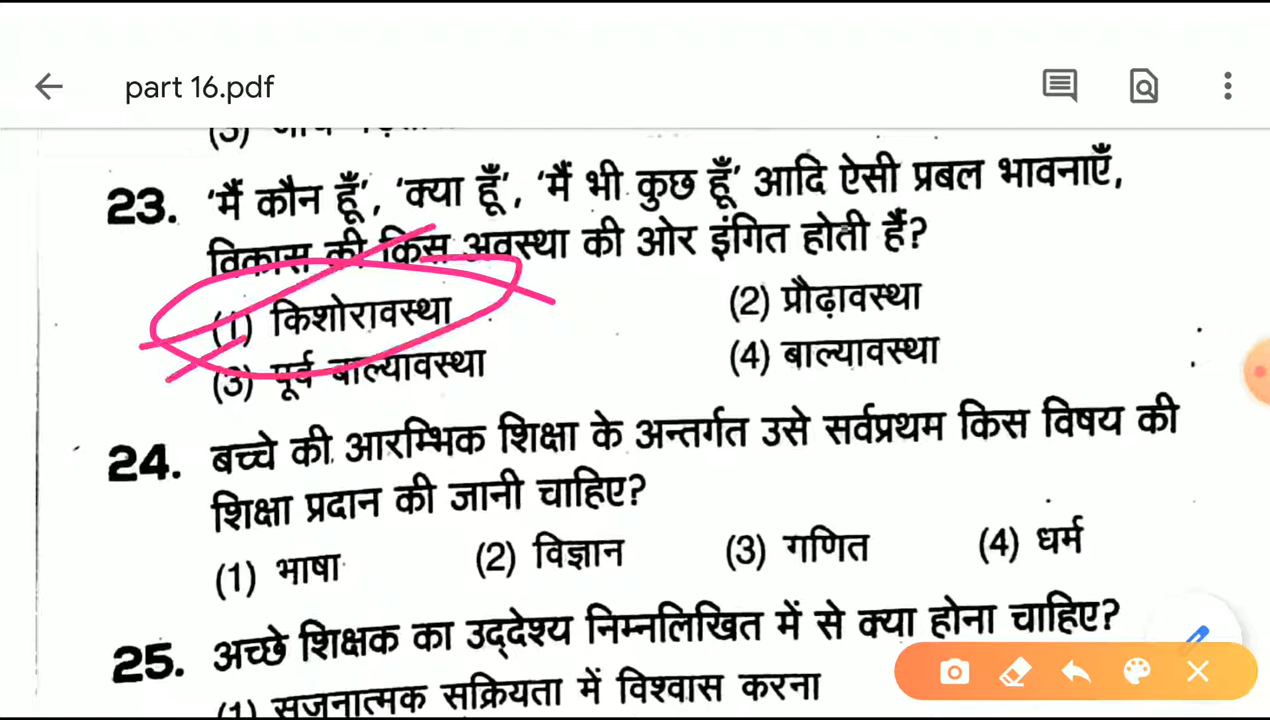 part 16.pdf
23. 'मैं कौन हूँ', 'क्या हूँ', 'मैं भी कुछ हूँ' आदि ऐसी प्रबल भावनाएँ,
विकास की किस अवस्था की ओर इंगित होती हैं?
(1) किशोरावस्था (2) प्रौढ़ावस्था
(3) पूर्व बाल्यावस्था (4) बाल्यावस्था
24. बच्चे की आरम्भिक शिक्षा के अन्तर्गत उसे सर्वप्रथम किस विषय की
शिक्षा प्रदान की जानी चाहिए?
(1) भाषा (2) विज्ञान (3) गणित (4) धर्म
25. अच्छे शिक्षक का उद्देश्य निम्नलिखित में से क्या होना चाहिए?
(1) सृजनात्मक सक्रियता में विश्वास करना